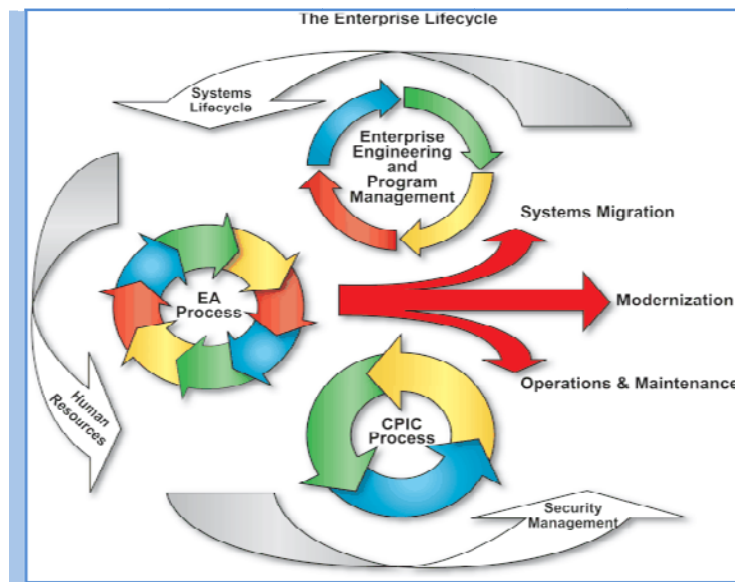 The Enterprise Lifecycle
Systems
Lifecycle
Enterprise
Engineering
and
Program
Management
Systems Migration
EA
Process
Modernization
Human
Resources
Operations & Maintenance
CPIC
Process
Security
Management